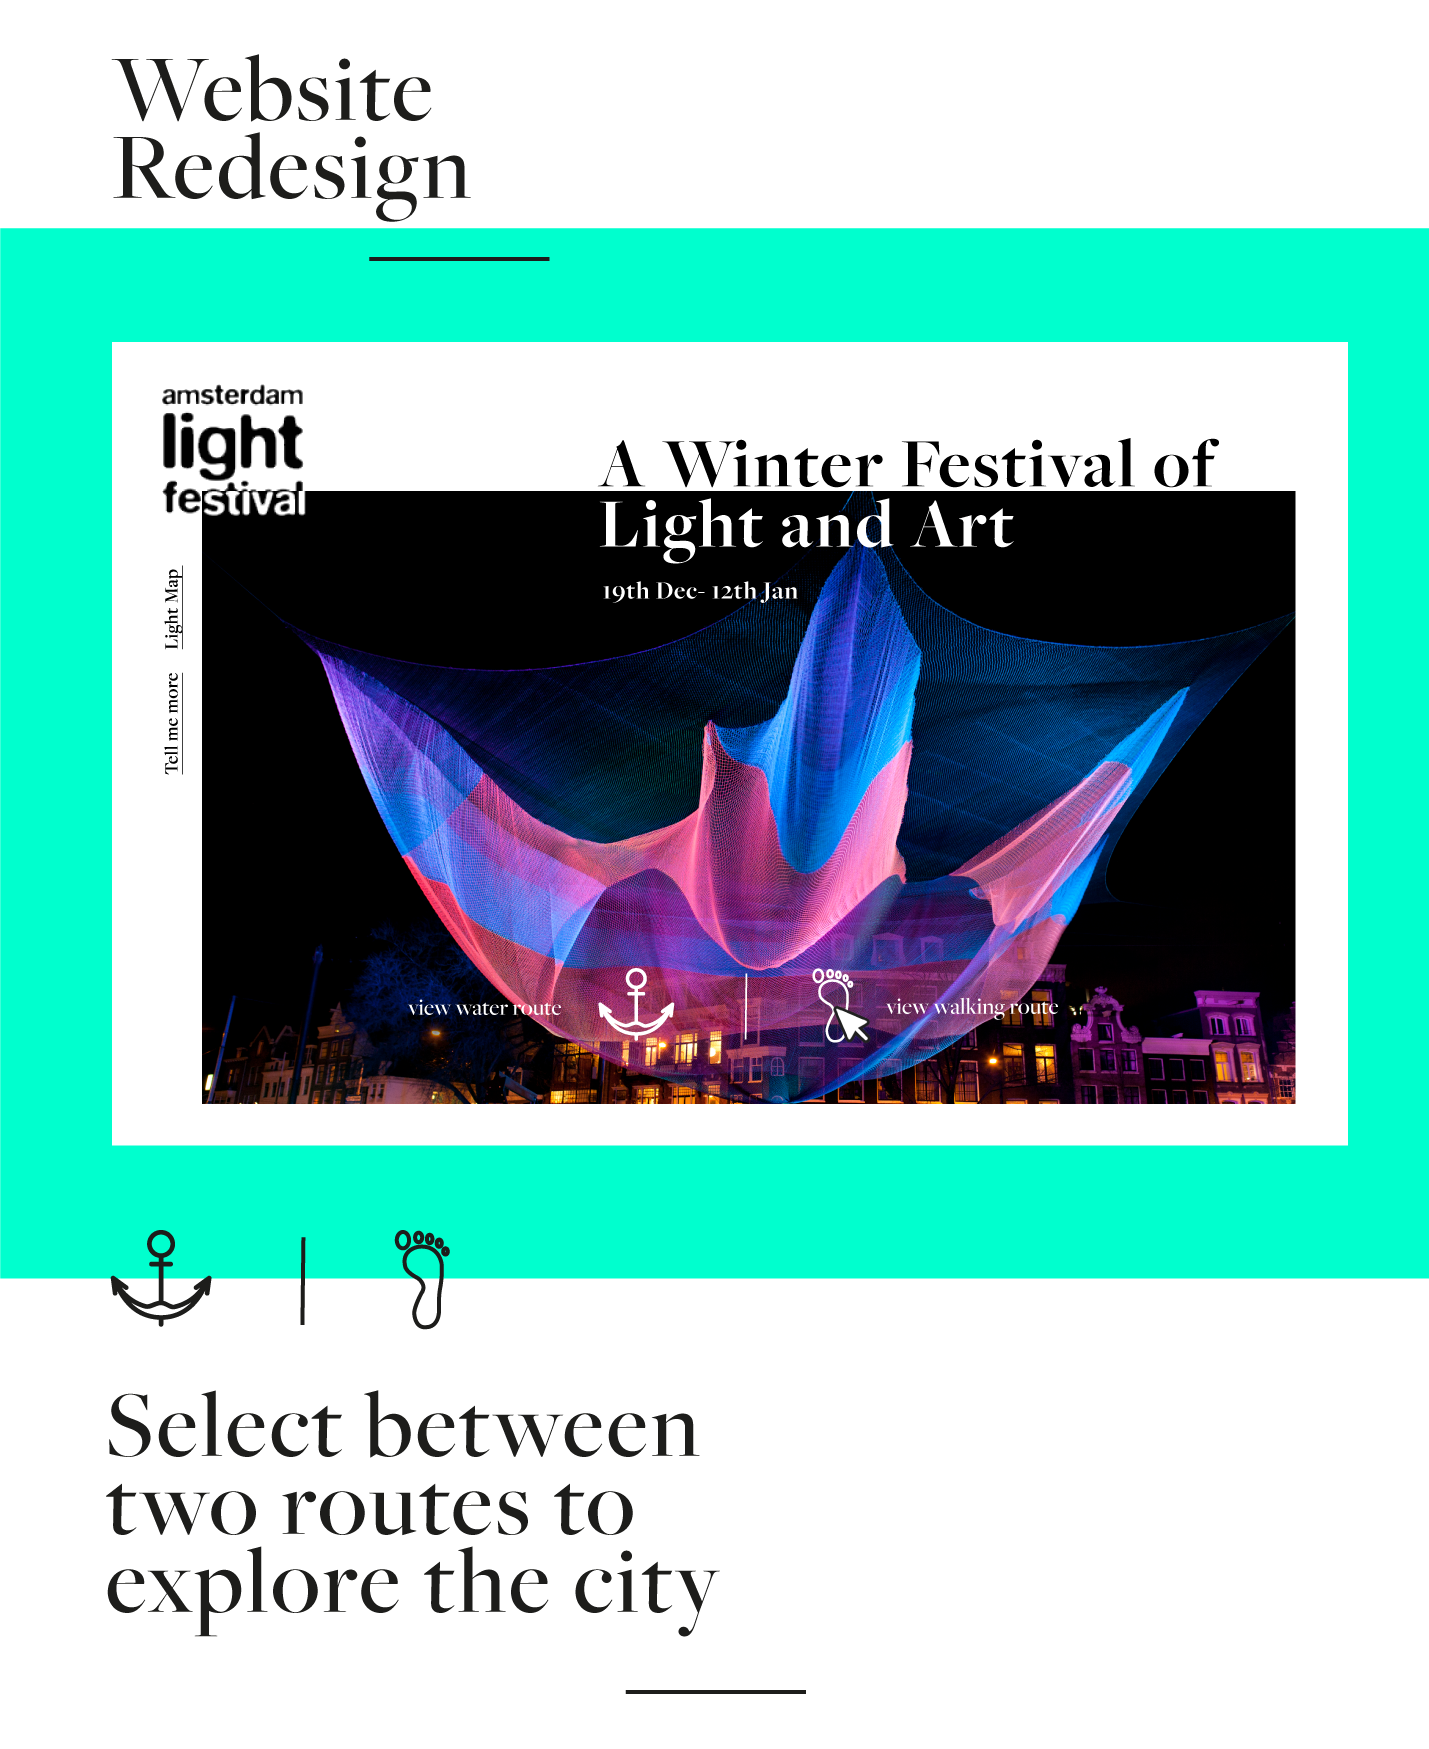 Website
Redesign
amsterdam
light
festival
A Winter Festival of
Light and Art
19th Dec- 12th Jan
Light Map
Tell me more
view water route
view walking route
Select between
two routes to
explore the city